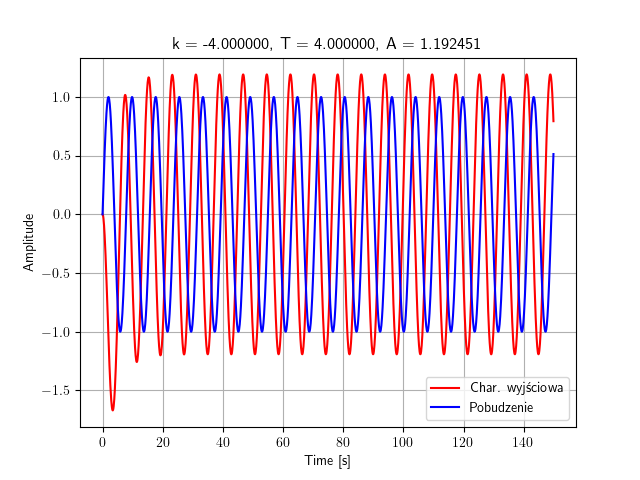 k = -4.000000, T = 4.000000, A = 1.192451
Amplitude
1.0
0.5
0.0
−0.5
−1.0
−1.5
0 20 40 60 80 100 120 140
Time [s]
Char. wyjściowa
Pobudzenie